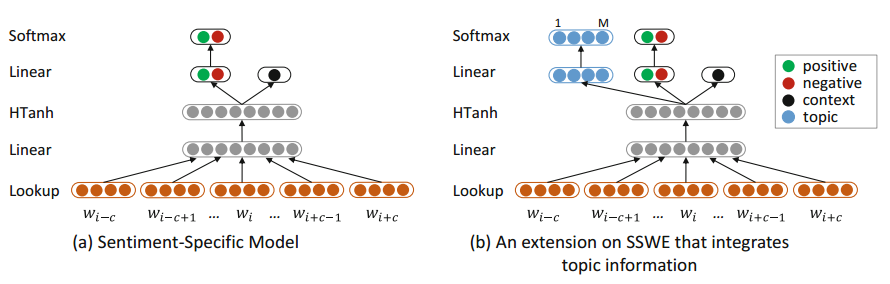 Softmax
Linear
HTanh
Linear
Lookup
w_{i−c} w_{i−c+1} ... w_i ... w_{i+c−1} w_{i+c}
(a) Sentiment-Specific Model
1 M
Softmax
Linear
HTanh
Linear
Lookup
w_{i−c} w_{i−c+1} ... w_i ... w_{i+c−1} w_{i+c}
positive
negative
context
topic
(b) An extension on SSWE that integrates
topic information